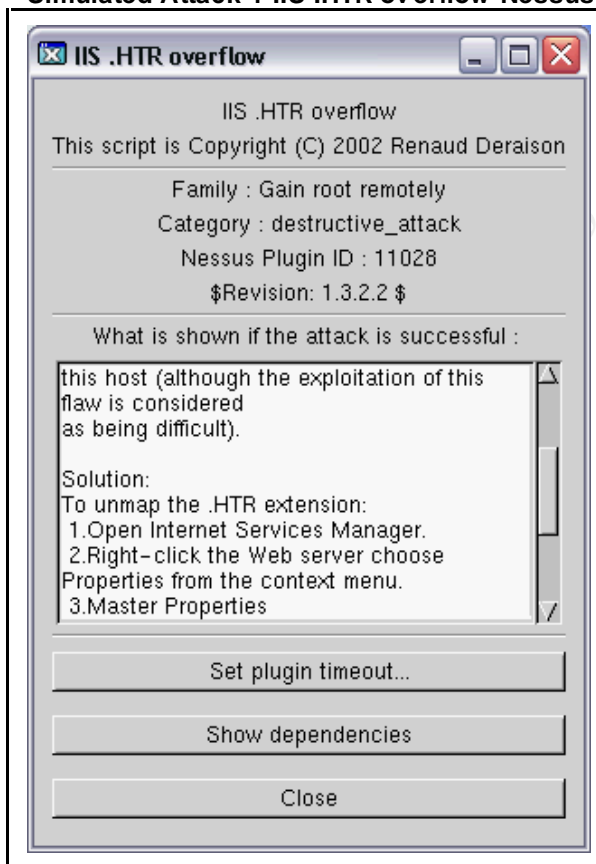 Simulated Attack 4 IIS .HTR overflow Nessus
IIS .HTR overflow
IIS .HTR overflow
This script is Copyright (C) 2002 Renaud Deraison
Family : Gain root remotely
Category : destructive_attack
Nessus Plugin ID : 11028
$Revision: 1.3.2.2 $
What is shown if the attack is successful :
this host (although the exploitation of this
flaw is considered
as being difficult).
Solution:
To unmap the .HTR extension:
1.Open Internet Services Manager.
2.Right-click the Web server choose
Properties from the context menu.
3.Master Properties
Set plugin timeout...
Show dependencies
Close